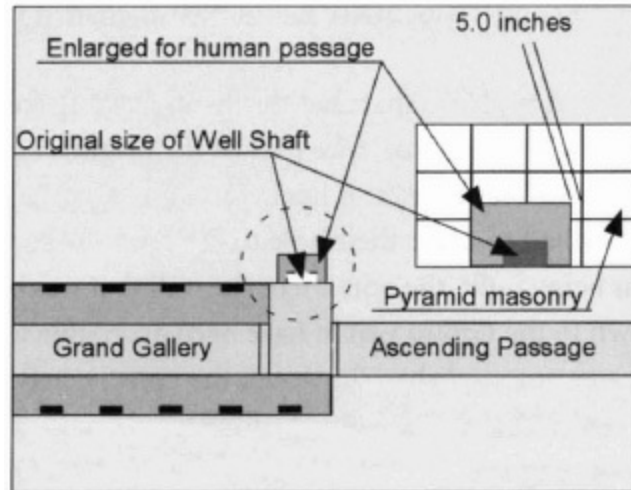 5.0 inches
Enlarged for human passage
Original size of Well Shaft
Pyramid masonry
Grand Gallery
Ascending Passage